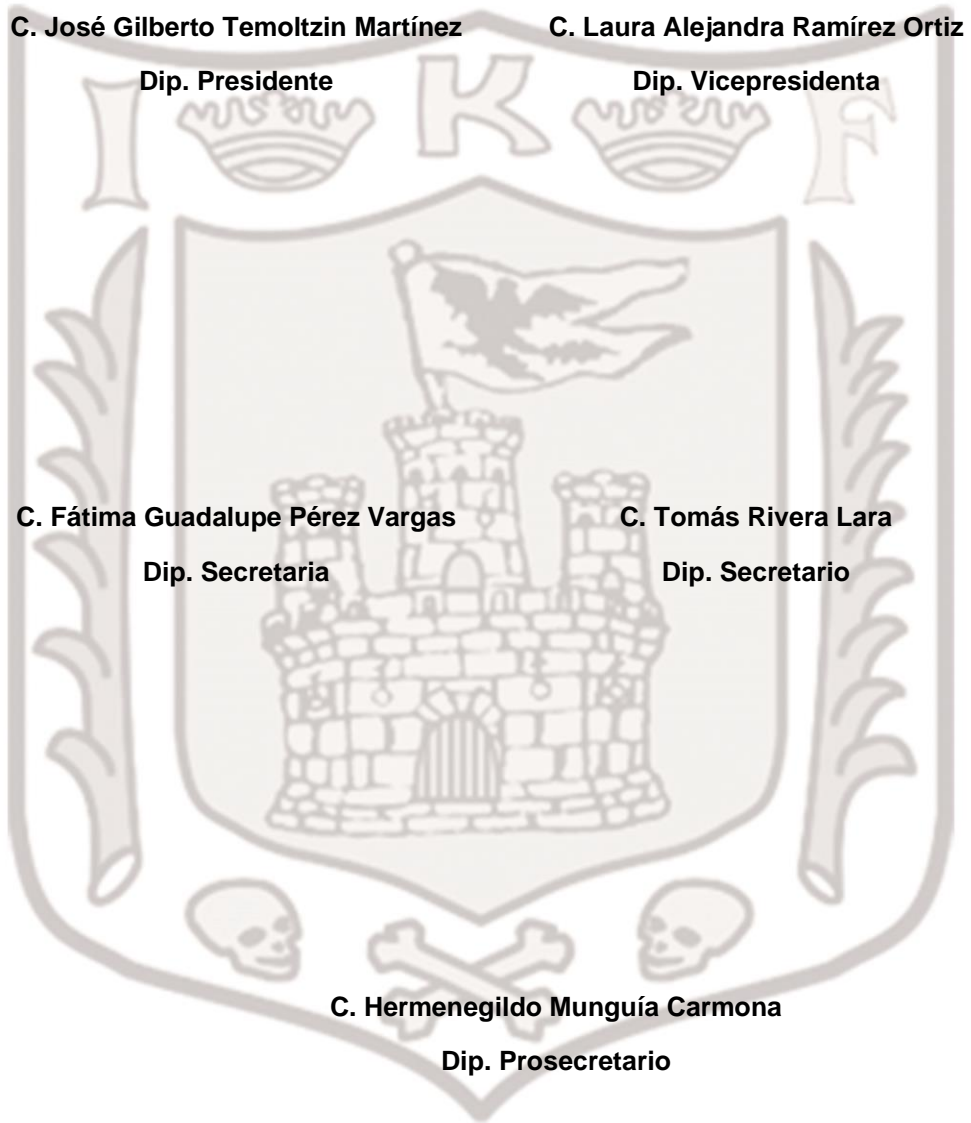 C. José Gilberto Temoltzin Martínez C. Laura Alejandra Ramírez Ortiz
Dip. Presidente Dip. Vicepresidenta
I K F
C. Fátima Guadalupe Pérez Vargas C. Tomás Rivera Lara
Dip. Secretaria Dip. Secretario
C. Hermenegildo Munguía Carmona
Dip. Prosecretario